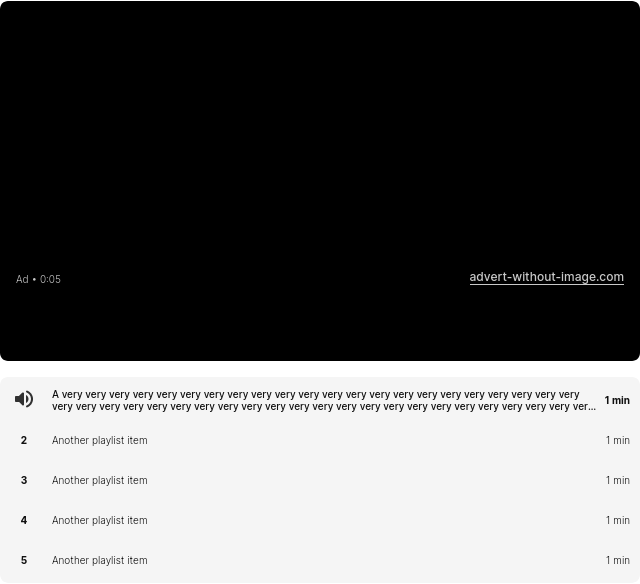 Ad • 0:05
advert-without-image.com
A very very very very very very very very very very very very very very very very very very very very very very
very very very very very very very very very very very very very very very very very very very very very very ver...
1 min
2 Another playlist item 1 min
3 Another playlist item 1 min
4 Another playlist item 1 min
5 Another playlist item 1 min